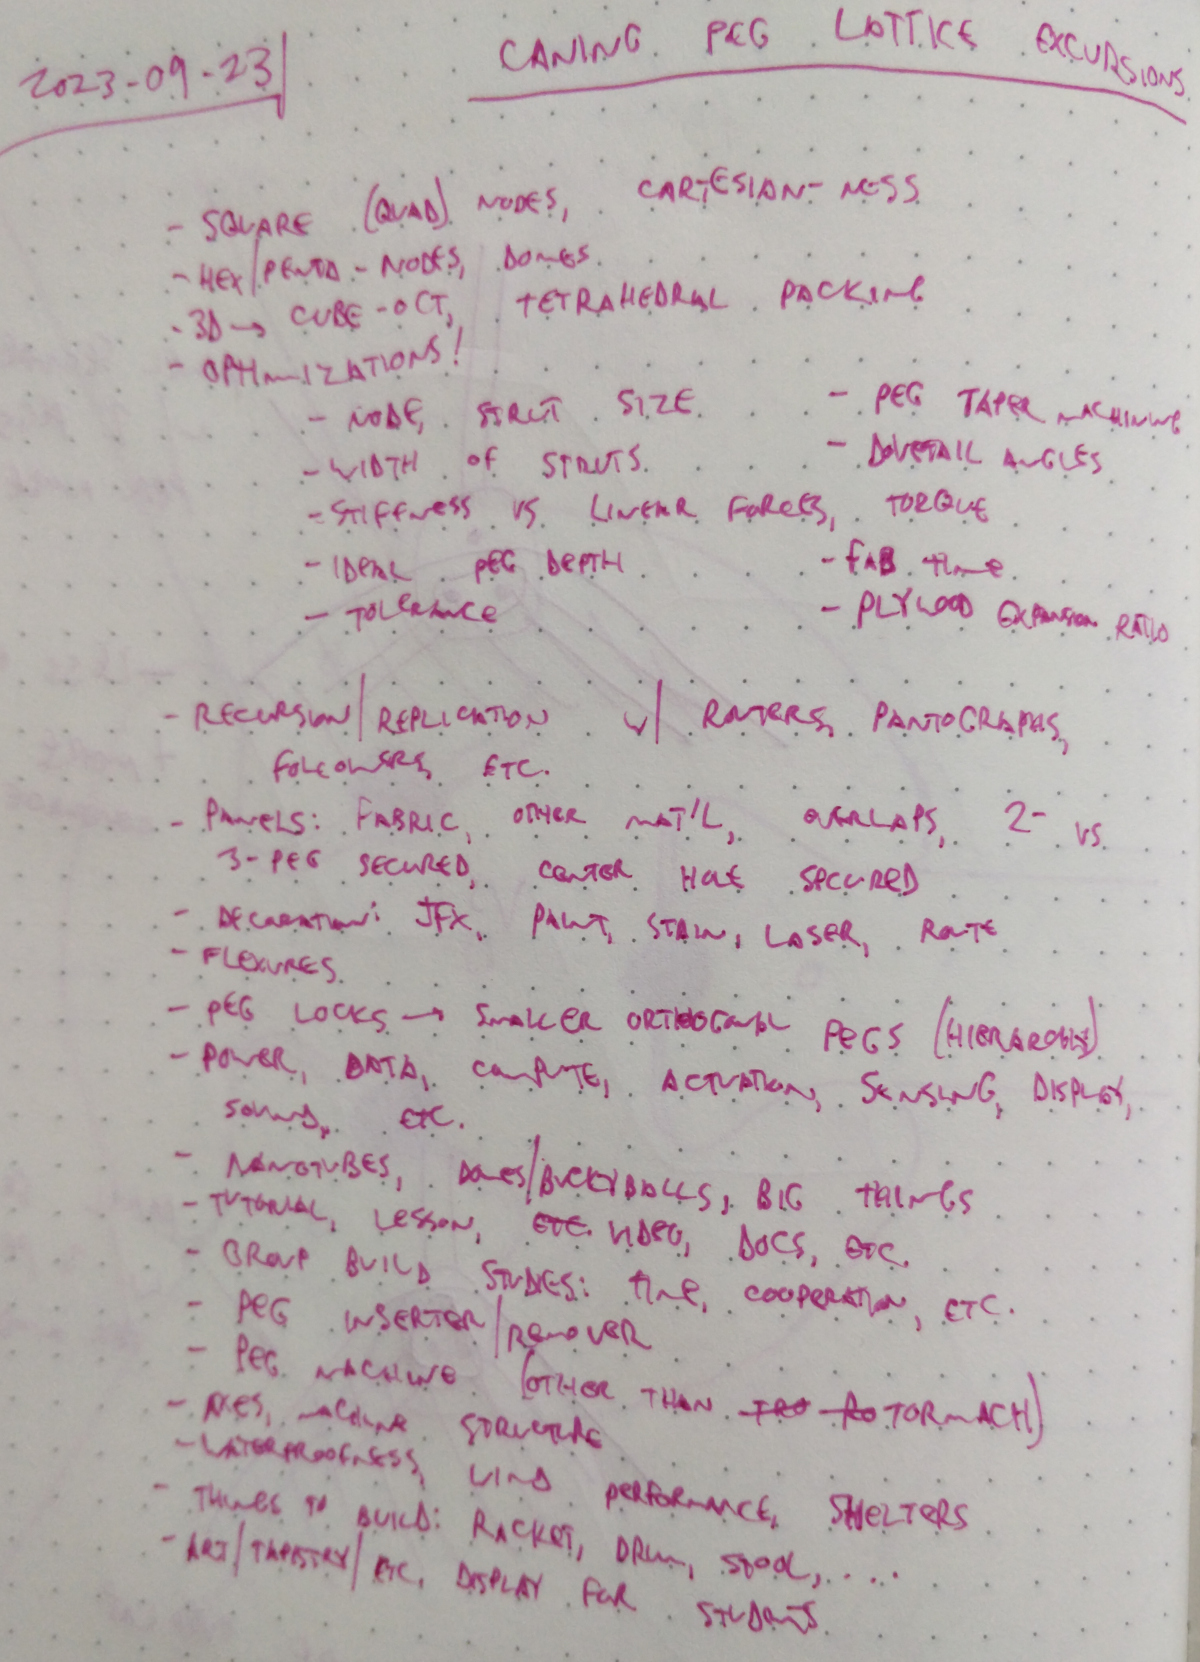 2023-09-23
CANING PEG LATTICE EXCURSIONS
- SQUARE (QUAD) NODES, CARTESIAN-NESS
- HEX/PENTA-NODES, DOMES
- 3D → CUBE-OCT, TETRAHEDRAL PACKING
- OPTIMIZATIONS!
- NODE, STRUT SIZE - PEG TAPER MACHINING
- WIDTH OF STRUTS - DOVETAIL ANGLES
- STIFFNESS VS LINEAR FORCES, TORQUE
- IDEAL PEG DEPTH - FAB TIME
- TOLERANCE - PLYWOOD EXPANSION RATIO
- RECURSION/REPLICATION W/ ROUTERS, PANTOGRAPHS,
FOLLOWERS, ETC.
- PANELS: FABRIC, OTHER MAT'L, OVERLAPS, 2- VS.
3-PEG SECURED, CENTER HOLE SECURED
- DECORATION: JFX, PAINT, STAIN, LASER, ROUTE
- FLEXURES
- PEG LOCKS → SMALLER ORTHOGONAL PEGS (HIERARCHY)
- POWER, DATA, COMPUTE, ACTUATION, SENSING, DISPLAY,
SOUND, ETC.
- NANOTUBES, DOMES/BUCKYBALLS, BIG THINGS
- TUTORIAL, LESSON, ETC VIDEO, DOCS, ETC.
- GROUP BUILD STUDIES: TIME, COOPERATION, ETC.
- PEG INSERTER/REMOVER
- PEG MACHINE (OTHER THAN TRO RO TORMACH)
- AXES, MACHINE STRUCTURE
- WATERPROOFNESS, WIND PERFORMANCE, SHELTERS
- THINGS TO BUILD: RACKET, DRUM, STOOL, ....
- ART/TAPISTRY/ETC, DISPLAY FOR STUDENTS